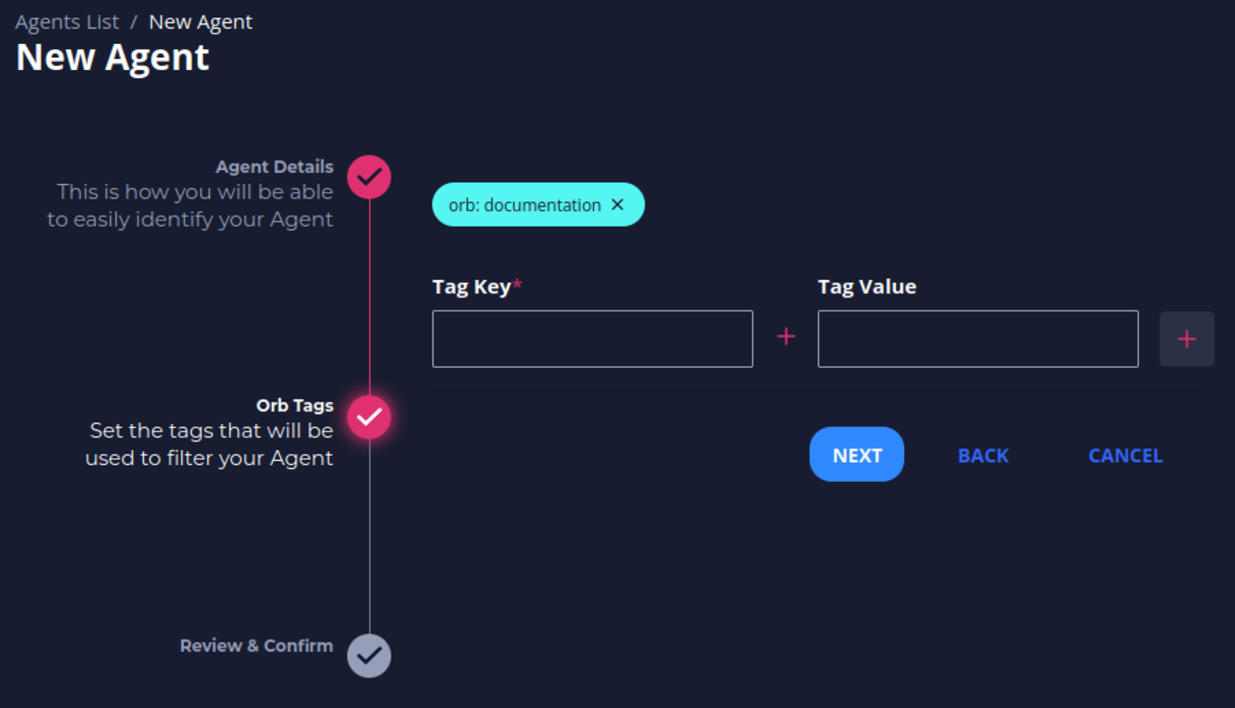 Agents List / New Agent
New Agent
Agent Details
This is how you will be able
to easily identify your Agent
orb: documentation ✕
Tag Key*
Tag Value
+
+
Orb Tags
Set the tags that will be
used to filter your Agent
NEXT
BACK
CANCEL
Review & Confirm